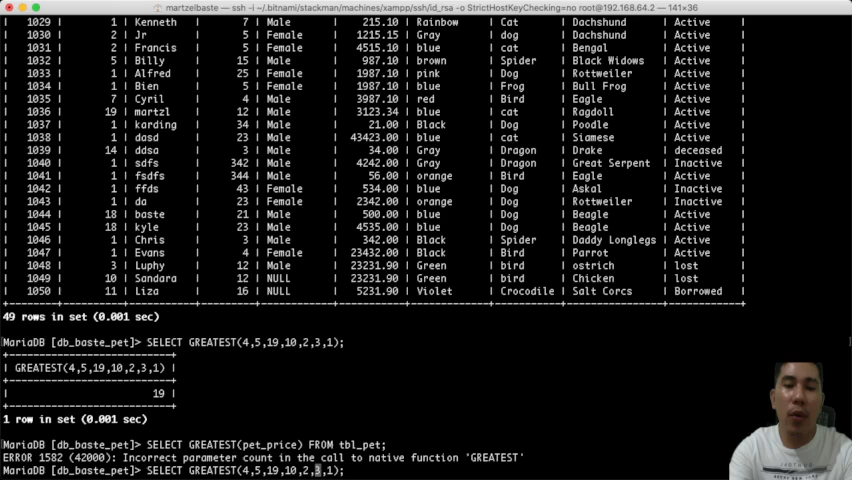 martzelbaste — ssh -i ~/.bitnami/stackman/machines/xampp/ssh/id_rsa -o StrictHostKeyChecking=no root@192.168.64.2 — 141×36
| 1029 | 1 | Kenneth | 7 | Male | 215.10 | Rainbow | Cat | Dachshund | Active |
| 1030 | 2 | Jr | 5 | Female | 1215.15 | Gray | dog | Dachshund | Active |
| 1031 | 2 | Francis | 5 | Female | 4515.10 | blue | cat | Bengal | Active |
| 1032 | 5 | Billy | 15 | Male | 987.10 | brown | Spider | Black Widows | Active |
| 1033 | 1 | Alfred | 25 | Male | 1987.10 | pink | Dog | Rottweiler | Active |
| 1034 | 1 | Bien | 5 | Female | 1987.10 | blue | Frog | Bull Frog | Active |
| 1035 | 7 | Cyril | 4 | Male | 3987.10 | red | Bird | Eagle | Active |
| 1036 | 19 | martzl | 12 | Male | 3123.34 | blue | cat | Ragdoll | Active |
| 1037 | 1 | karding | 34 | Male | 21.00 | Black | Dog | Poodle | Active |
| 1038 | 1 | dasd | 23 | Male | 43423.00 | blue | cat | Siamese | Active |
| 1039 | 14 | ddsa | 3 | Male | 34.00 | Gray | Dragon | Drake | deceased |
| 1040 | 1 | sdfs | 342 | Male | 4242.00 | Gray | Dragon | Great Serpent | Inactive |
| 1041 | 1 | fsdfs | 344 | Male | 56.00 | orange | Bird | Eagle | Active |
| 1042 | 1 | ffds | 43 | Female | 534.00 | blue | Dog | Askal | Inactive |
| 1043 | 1 | da | 23 | Female | 2342.00 | orange | Dog | Rottweiler | Inactive |
| 1044 | 18 | baste | 21 | Male | 500.00 | blue | Dog | Beagle | Active |
| 1045 | 18 | kyle | 23 | Male | 4535.00 | blue | Dog | Beagle | Active |
| 1046 | 1 | Chris | 3 | Male | 342.00 | Black | Spider | Daddy Longlegs | Active |
| 1047 | 1 | Evans | 4 | Female | 23432.00 | Black | Bird | Parrot | Active |
| 1048 | 3 | Luphy | 12 | Male | 23231.90 | Green | bird | ostrich | lost |
| 1049 | 10 | Sandara | 12 | NULL | 23231.90 | Green | bird | Chicken | lost |
| 1050 | 11 | Liza | 16 | NULL | 5231.90 | Violet | Crocodile | Salt Corcs | Borrowed |
49 rows in set (0.001 sec)
MariaDB [db_baste_pet]> SELECT GREATEST(4,5,19,10,2,3,1);
| GREATEST(4,5,19,10,2,3,1) |
| 19 |
1 row in set (0.001 sec)
MariaDB [db_baste_pet]> SELECT GREATEST(pet_price) FROM tbl_pet;
ERROR 1582 (42000): Incorrect parameter count in the call to native function 'GREATEST'
MariaDB [db_baste_pet]> SELECT GREATEST(4,5,19,10,2,3,1);